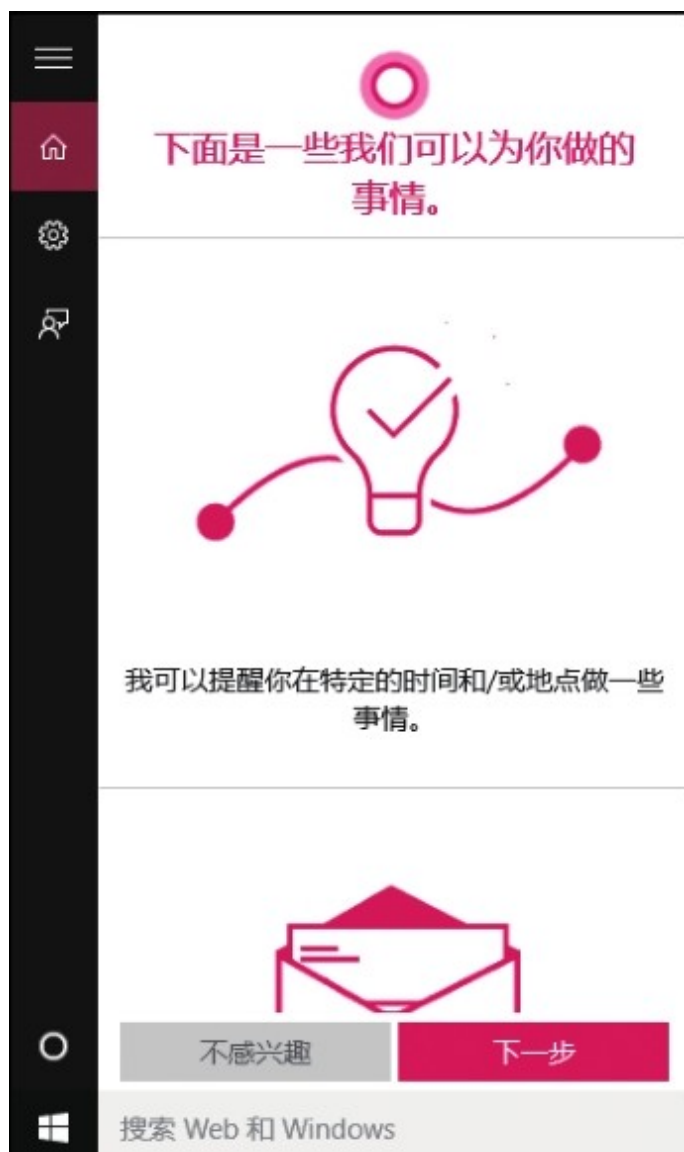 下面是一些我们可以为你做的
事情。
我可以提醒你在特定的时间和/或地点做一些
事情。
不感兴趣
下一步
搜索 Web 和 Windows